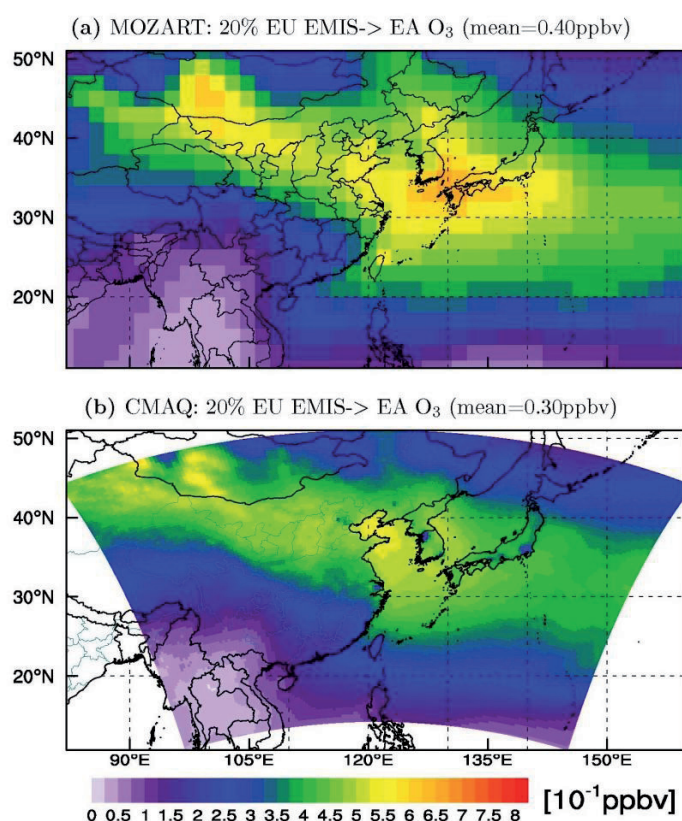 (a) MOZART: 20% EU EMIS-> EA O₃ (mean=0.40ppbv)
50°N
40°N
30°N
20°N
(b) CMAQ: 20% EU EMIS-> EA O₃ (mean=0.30ppbv)
50°N
40°N
30°N
20°N
90°E 105°E 120°E 135°E 150°E
0 0.5 1 1.5 2 2.5 3 3.5 4 4.5 5 5.5 6 6.5 7 7.5 8 [10⁻¹ ppbv]